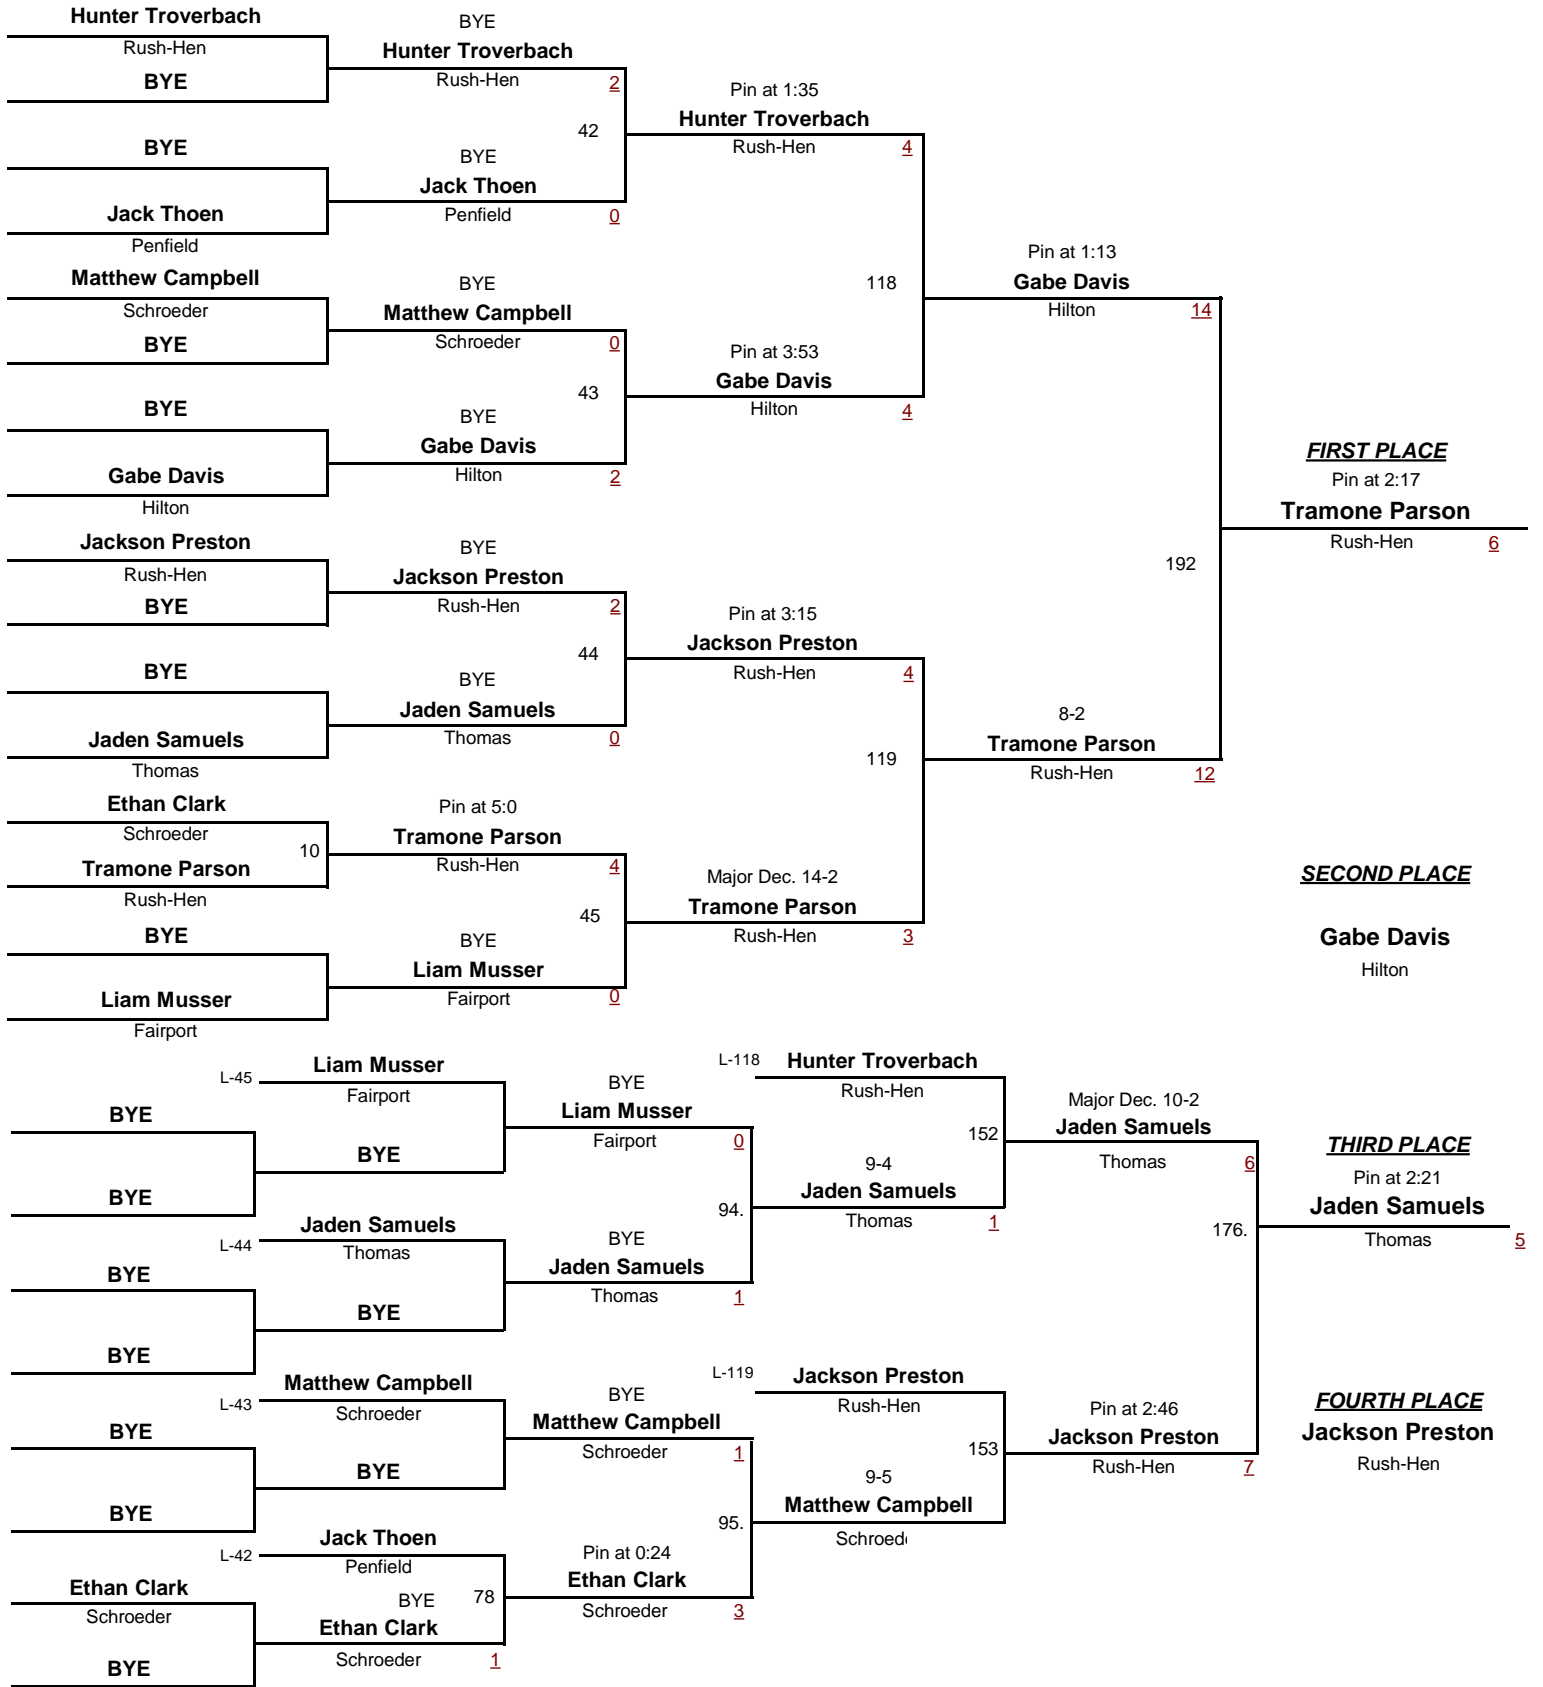 Hunter Troverbach
Rush-Hen
BYE
BYE
Jack Thoen
Penfield
Matthew Campbell
Schroeder
BYE
BYE
Gabe Davis
Hilton
Jackson Preston
Rush-Hen
BYE
BYE
Jaden Samuels
Thomas
Ethan Clark
Schroeder
10
Tramone Parson
Rush-Hen
BYE
Liam Musser
Fairport
BYE
Hunter Troverbach
Rush-Hen 2
42
BYE
Jack Thoen
Penfield 0
BYE
Matthew Campbell
Schroeder 0
43
BYE
Gabe Davis
Hilton 2
BYE
Jackson Preston
Rush-Hen 2
44
BYE
Jaden Samuels
Thomas 0
Pin at 5:0
Tramone Parson
Rush-Hen 4
45
BYE
Liam Musser
Fairport 0
Pin at 1:35
Hunter Troverbach
Rush-Hen 4
118
Pin at 3:53
Gabe Davis
Hilton 4
Pin at 3:15
Jackson Preston
Rush-Hen 4
119
Major Dec. 14-2
Tramone Parson
Rush-Hen 3
Pin at 1:13
Gabe Davis
Hilton 14
192
8-2
Tramone Parson
Rush-Hen 12
FIRST PLACE
Pin at 2:17
Tramone Parson
Rush-Hen 6
SECOND PLACE
Gabe Davis
Hilton
BYE
BYE
BYE
BYE
BYE
BYE
Ethan Clark
Schroeder
BYE
L-45 Liam Musser
Fairport
BYE
L-44 Jaden Samuels
Thomas
BYE
L-43 Matthew Campbell
Schroeder
BYE
L-42 Jack Thoen
Penfield
BYE 78
Ethan Clark
Schroeder 1
BYE
Liam Musser
Fairport 0
94.
BYE
Jaden Samuels
Thomas 1
BYE
Matthew Campbell
Schroeder 1
95.
Pin at 0:24
Ethan Clark
Schroeder 3
L-118 Hunter Troverbach
Rush-Hen
152
9-4
Jaden Samuels
Thomas 1
L-119 Jackson Preston
Rush-Hen
153
9-5
Matthew Campbell
Schroed
Major Dec. 10-2
Jaden Samuels
Thomas 6
176.
Pin at 2:46
Jackson Preston
Rush-Hen 7
THIRD PLACE
Pin at 2:21
Jaden Samuels
Thomas 5
FOURTH PLACE
Jackson Preston
Rush-Hen